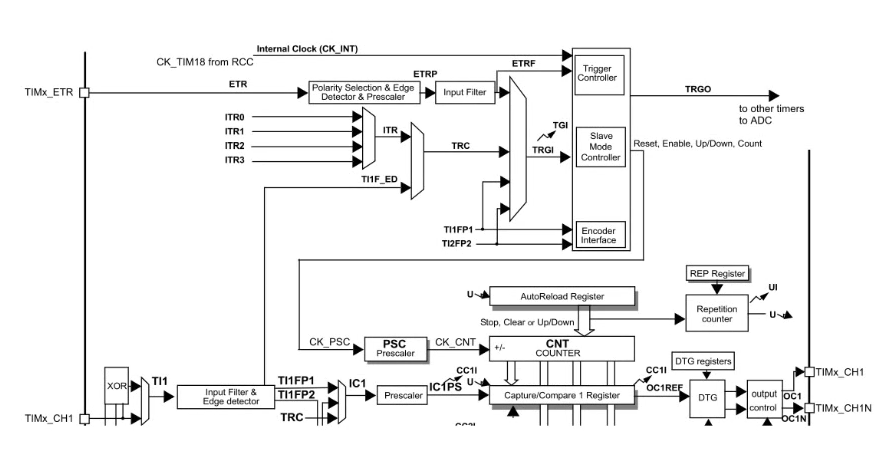 Internal Clock (CK_INT)
CK_TIM18 from RCC
ETRF
Trigger
Controller
ETRP
ETR
TIMx_ETR
Polarity Selection & Edge
Detector & Prescaler
Input Filter
TRGO
to other timers
to ADC
ITR0
ITR1
ITR2
ITR3
ITR
TRC
TGI
TRGI
Slave
Mode
Controller
Reset, Enable, Up/Down, Count
TI1F_ED
TI1FP1
TI2FP2
Encoder
Interface
REP Register
UI
U
AutoReload Register
Repetition
counter
U
Stop, Clear or Up/Down
CK_PSC
PSC
Prescaler
CK_CNT
+/-
CNT
COUNTER
DTG registers
XOR
TI1
Input Filter &
Edge detector
TI1FP1
TI1FP2
TRC
IC1
Prescaler
IC1PS
CC1I
U
Capture/Compare 1 Register
CC1I
OC1REF
DTG
output
control
OC1
OC1N
TIMx_CH1
TIMx_CH1
TIMx_CH1N